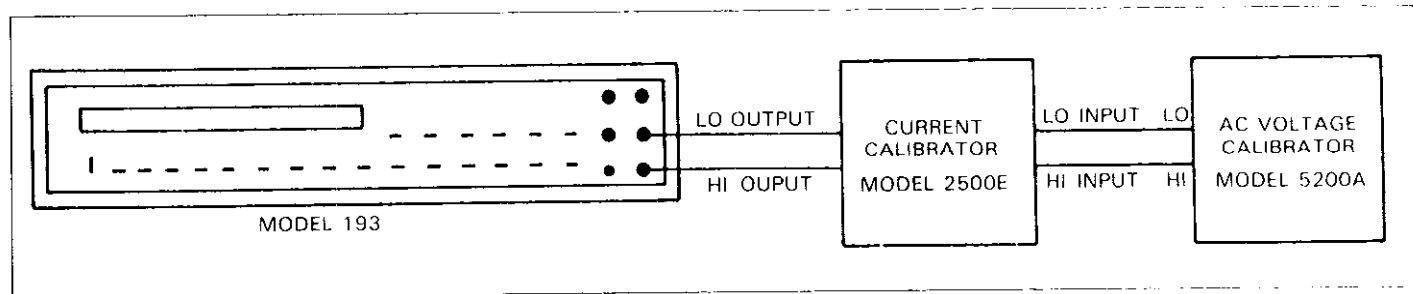 LO OUTPUT
HI OUPUT
MODEL 193
CURRENT
CALIBRATOR
MODEL 2500E
LO INPUT
HI INPUT
LO
HI
AC VOLTAGE
CALIBRATOR
MODEL 5200A